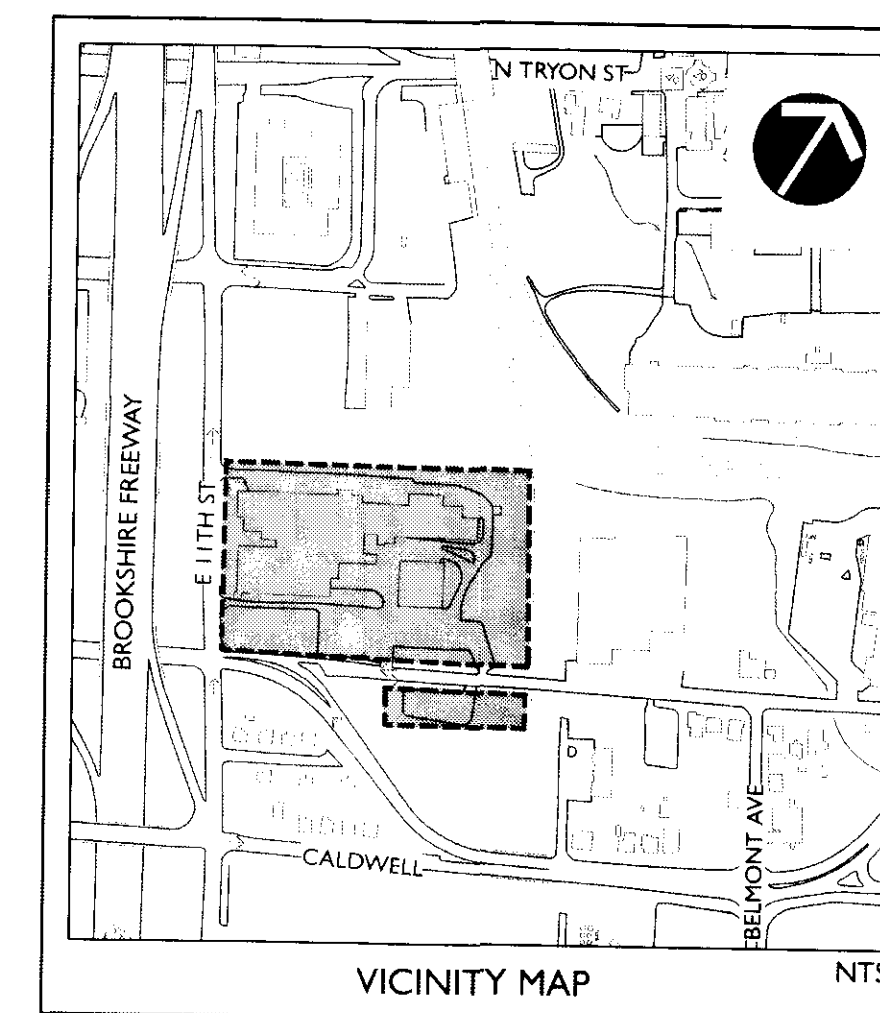 N TRYON ST
BROOKSHIRE FREEWAY
E 11TH ST
CALDWELL
BELMONT AVE
VICINITY MAP
NTS